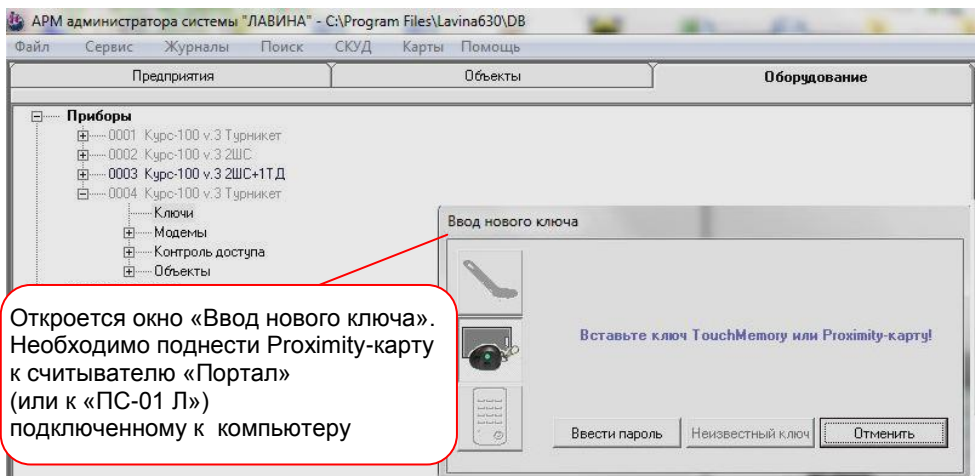 АРМ администратора системы "ЛАВИНА" - C:\Program Files\Lavina630\DB
Файл Сервис Журналы Поиск СКУД Карты Помощь
Предприятия Объекты Оборудование
Приборы
0001 Курс-100 v.3 Турникет
0002 Курс-100 v.3 2ШС
0003 Курс-100 v.3 2ШС+1ТД
0004 Курс-100 v.3 Турникет
Ключи
Модемы
Контроль доступа
Объекты
Ввод нового ключа
Вставьте ключ TouchMemory или Proximity-карту!
Ввести пароль Неизвестный ключ Отменить
Откроется окно «Ввод нового ключа».
Необходимо поднести Proximity-карту
к считывателю «Портал»
(или к «ПС-01 Л»)
подключенному к компьютеру